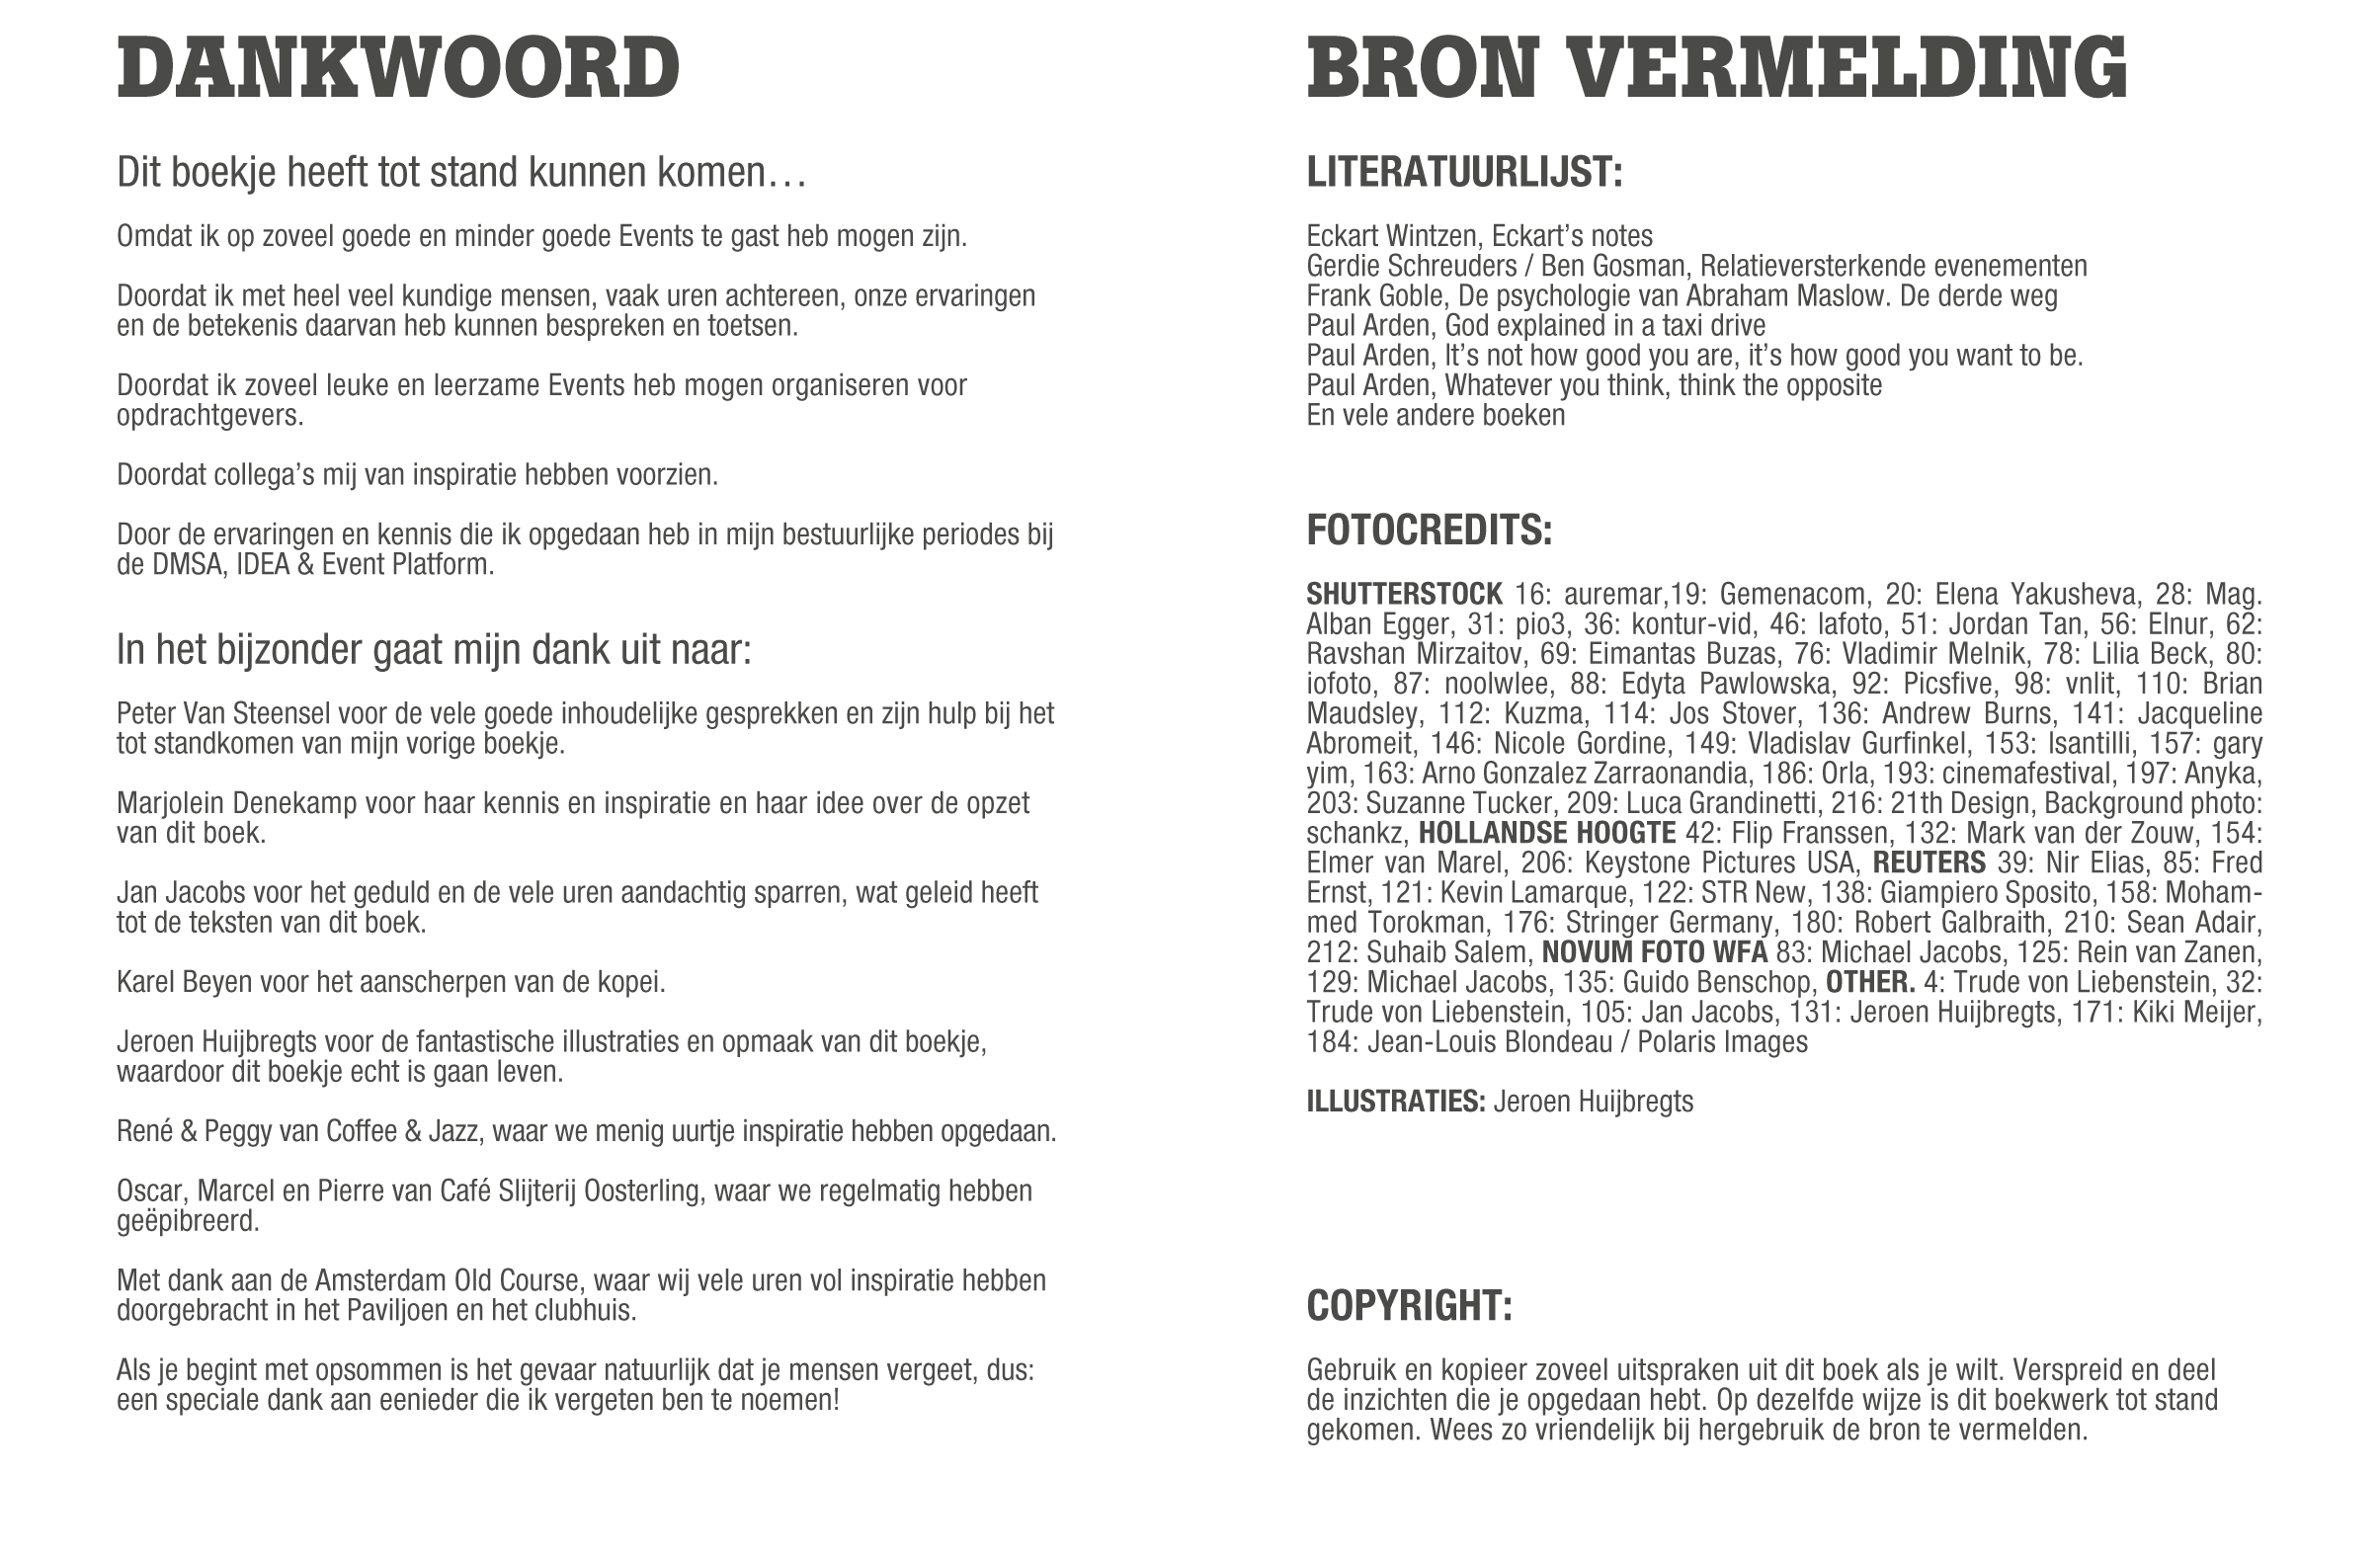 DANKWOORD
Dit boekje heeft tot stand kunnen komen…
Omdat ik op zoveel goede en minder goede Events te gast heb mogen zijn.
Doordat ik met heel veel kundige mensen, vaak uren achtereen, onze ervaringen
en de betekenis daarvan heb kunnen bespreken en toetsen.
Doordat ik zoveel leuke en leerzame Events heb mogen organiseren voor
opdrachtgevers.
Doordat collega’s mij van inspiratie hebben voorzien.
Door de ervaringen en kennis die ik opgedaan heb in mijn bestuurlijke periodes bij
de DMSA, IDEA & Event Platform.
In het bijzonder gaat mijn dank uit naar:
Peter Van Steensel voor de vele goede inhoudelijke gesprekken en zijn hulp bij het
tot standkomen van mijn vorige boekje.
Marjolein Denekamp voor haar kennis en inspiratie en haar idee over de opzet
van dit boek.
Jan Jacobs voor het geduld en de vele uren aandachtig sparren, wat geleid heeft
tot de teksten van dit boek.
Karel Beyen voor het aanscherpen van de kopei.
Jeroen Huijbregts voor de fantastische illustraties en opmaak van dit boekje,
waardoor dit boekje echt is gaan leven.
René & Peggy van Coffee & Jazz, waar we menig uurtje inspiratie hebben opgedaan.
Oscar, Marcel en Pierre van Café Slijterij Oosterling, waar we regelmatig hebben
geëpibreerd.
Met dank aan de Amsterdam Old Course, waar wij vele uren vol inspiratie hebben
doorgebracht in het Paviljoen en het clubhuis.
Als je begint met opsommen is het gevaar natuurlijk dat je mensen vergeet, dus:
een speciale dank aan eenieder die ik vergeten ben te noemen!
BRON VERMELDING
LITERATUURLIJST:
Eckart Wintzen, Eckart’s notes
Gerdie Schreuders / Ben Gosman, Relatieversterkende evenementen
Frank Goble, De psychologie van Abraham Maslow. De derde weg
Paul Arden, God explained in a taxi drive
Paul Arden, It’s not how good you are, it’s how good you want to be.
Paul Arden, Whatever you think, think the opposite
En vele andere boeken
FOTOCREDITS:
SHUTTERSTOCK 16: auremar,19: Gemenacom, 20: Elena Yakusheva, 28: Mag.
Alban Egger, 31: pio3, 36: kontur-vid, 46: lafoto, 51: Jordan Tan, 56: Elnur, 62:
Ravshan Mirzaitov, 69: Eimantas Buzas, 76: Vladimir Melnik, 78: Lilia Beck, 80:
iofoto, 87: noolwlee, 88: Edyta Pawlowska, 92: Picsfive, 98: vnlit, 110: Brian
Maudsley, 112: Kuzma, 114: Jos Stover, 136: Andrew Burns, 141: Jacqueline
Abromeit, 146: Nicole Gordine, 149: Vladislav Gurfinkel, 153: lsantilli, 157: gary
yim, 163: Arno Gonzalez Zarraonandia, 186: Orla, 193: cinemafestival, 197: Anyka,
203: Suzanne Tucker, 209: Luca Grandinetti, 216: 21th Design, Background photo:
schankz, HOLLANDSE HOOGTE 42: Flip Franssen, 132: Mark van der Zouw, 154:
Elmer van Marel, 206: Keystone Pictures USA, REUTERS 39: Nir Elias, 85: Fred
Ernst, 121: Kevin Lamarque, 122: STR New, 138: Giampiero Sposito, 158: Moham-
med Torokman, 176: Stringer Germany, 180: Robert Galbraith, 210: Sean Adair,
212: Suhaib Salem, NOVUM FOTO WFA 83: Michael Jacobs, 125: Rein van Zanen,
129: Michael Jacobs, 135: Guido Benschop, OTHER. 4: Trude von Liebenstein, 32:
Trude von Liebenstein, 105: Jan Jacobs, 131: Jeroen Huijbregts, 171: Kiki Meijer,
184: Jean-Louis Blondeau / Polaris Images
ILLUSTRATIES: Jeroen Huijbregts
COPYRIGHT:
Gebruik en kopieer zoveel uitspraken uit dit boek als je wilt. Verspreid en deel
de inzichten die je opgedaan hebt. Op dezelfde wijze is dit boekwerk tot stand
gekomen. Wees zo vriendelijk bij hergebruik de bron te vermelden.